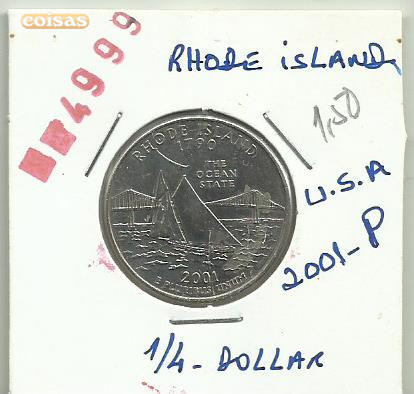 coisas
4999
RHODE ISLAND
1,50
RHODE ISLAND
1790
THE
OCEAN
STATE
U.S.A
2001-P
2001
E PLURIBUS UNUM
1/4-DOLLAR